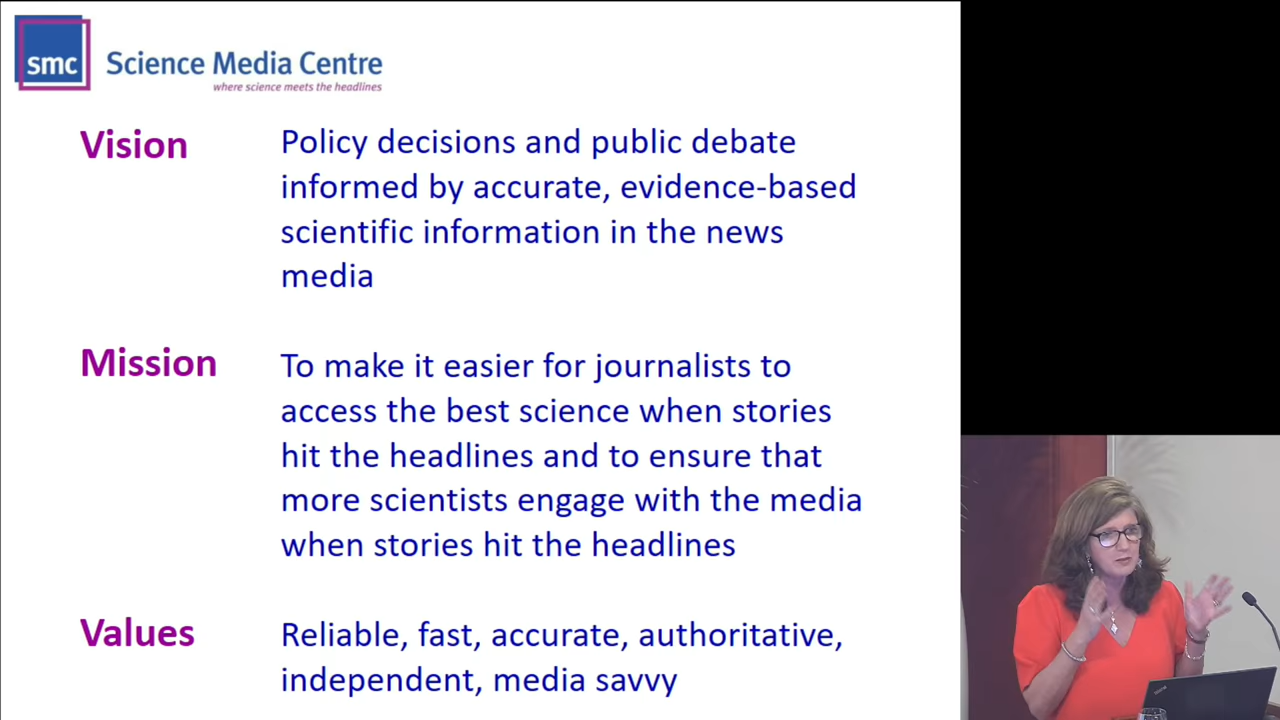 smc
Science Media Centre
where science meets the headlines
Vision
Policy decisions and public debate
informed by accurate, evidence-based
scientific information in the news
media
Mission
To make it easier for journalists to
access the best science when stories
hit the headlines and to ensure that
more scientists engage with the media
when stories hit the headlines
Values
Reliable, fast, accurate, authoritative,
independent, media savvy